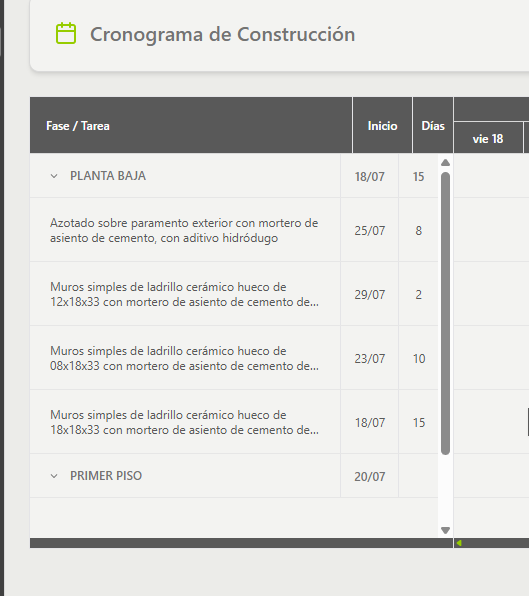 Cronograma de Construcción
Fase / Tarea Inicio Días vie 18
PLANTA BAJA 18/07 15
Azotado sobre paramento exterior con mortero de
asiento de cemento, con aditivo hidródugo 25/07 8
Muros simples de ladrillo cerámico hueco de
12x18x33 con mortero de asiento de cemento de... 29/07 2
Muros simples de ladrillo cerámico hueco de
08x18x33 con mortero de asiento de cemento de... 23/07 10
Muros simples de ladrillo cerámico hueco de
18x18x33 con mortero de asiento de cemento de... 18/07 15
PRIMER PISO 20/07